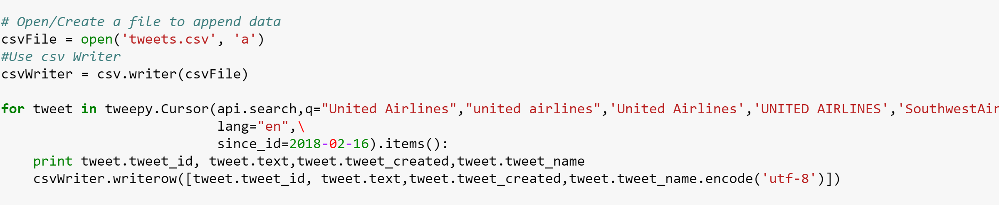 # Open/Create a file to append data
csvFile = open('tweets.csv', 'a')
#Use csv Writer
csvWriter = csv.writer(csvFile)
for tweet in tweepy.Cursor(api.search,q="United Airlines","united airlines",'United Airlines','UNITED AIRLINES','SouthwestAir
lang="en",\
since_id=2018-02-16).items():
print tweet.tweet_id, tweet.text,tweet.tweet_created,tweet.tweet_name
csvWriter.writerow([tweet.tweet_id, tweet.text,tweet.tweet_created,tweet.tweet_name.encode('utf-8')])